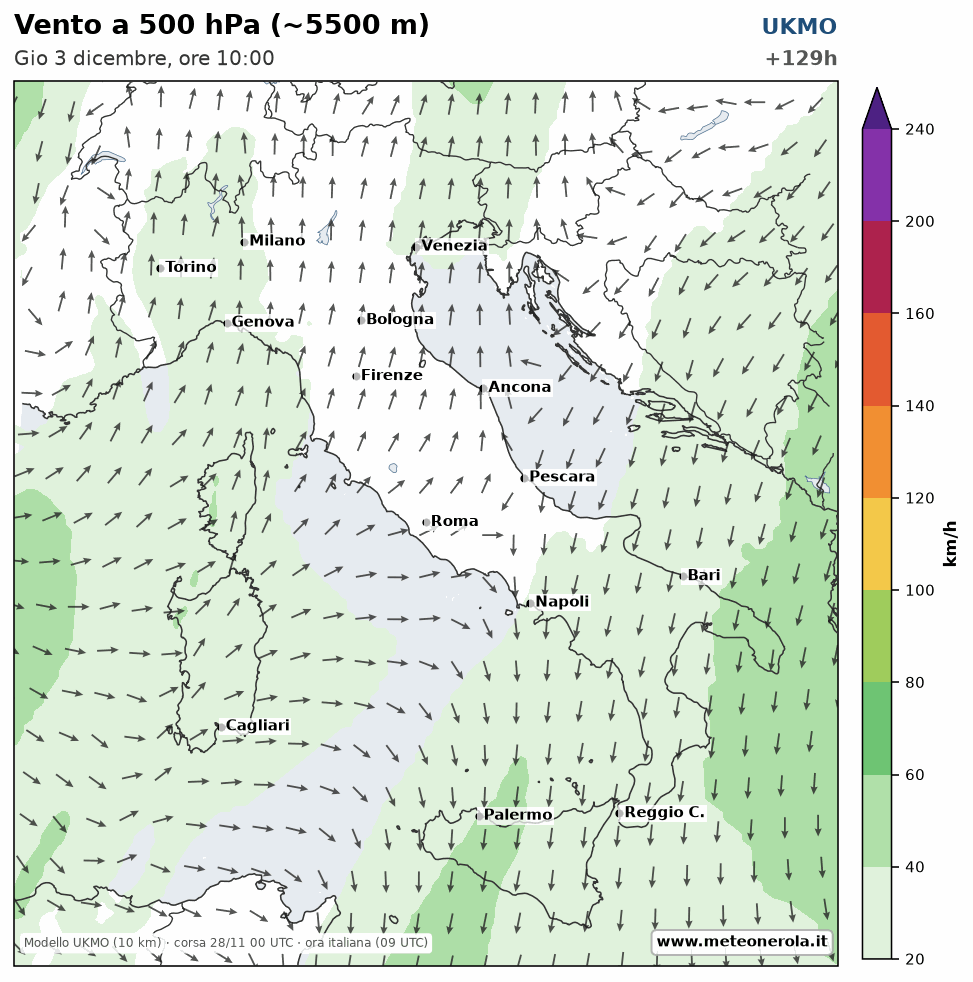 Vento a 500 hPa (~5500 m)
UKMO
Gio 3 dicembre, ore 10:00
+129h
240
200
160
140
120
100
80
60
40
20
km/h
Milano
Venezia
Torino
Genova
Bologna
Firenze
Ancona
Pescara
Roma
Bari
Napoli
Cagliari
Palermo
Reggio C.
Modello UKMO (10 km) · corsa 28/11 00 UTC · ora italiana (09 UTC)
www.meteonerola.it